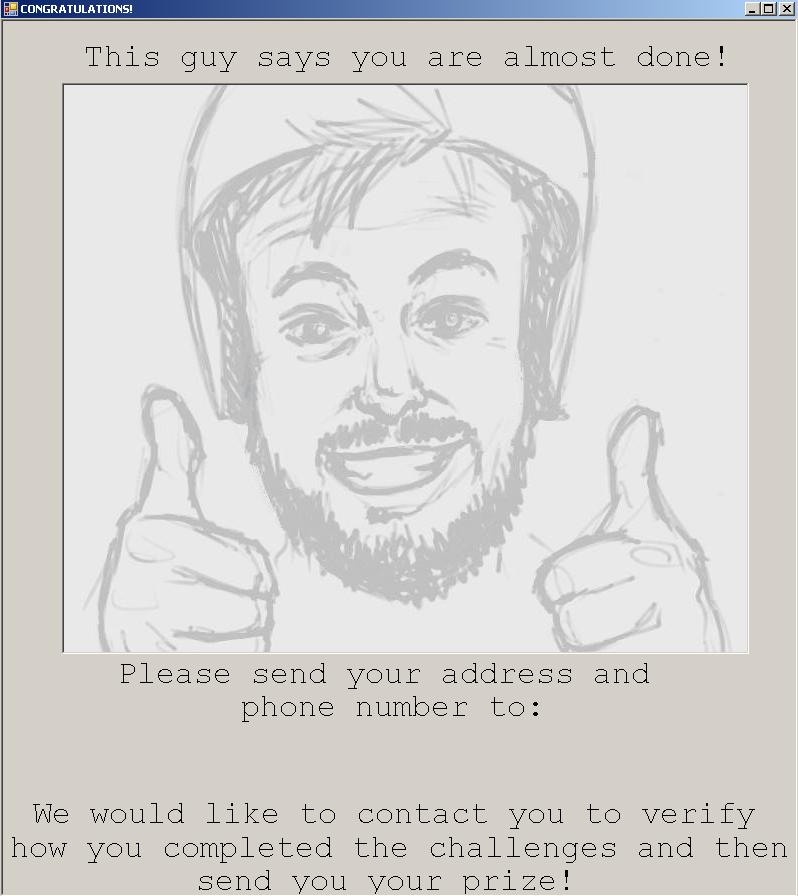 CONGRATULATIONS!
This guy says you are almost done!
Please send your address and
phone number to:
We would like to contact you to verify
how you completed the challenges and then
send you your prize!